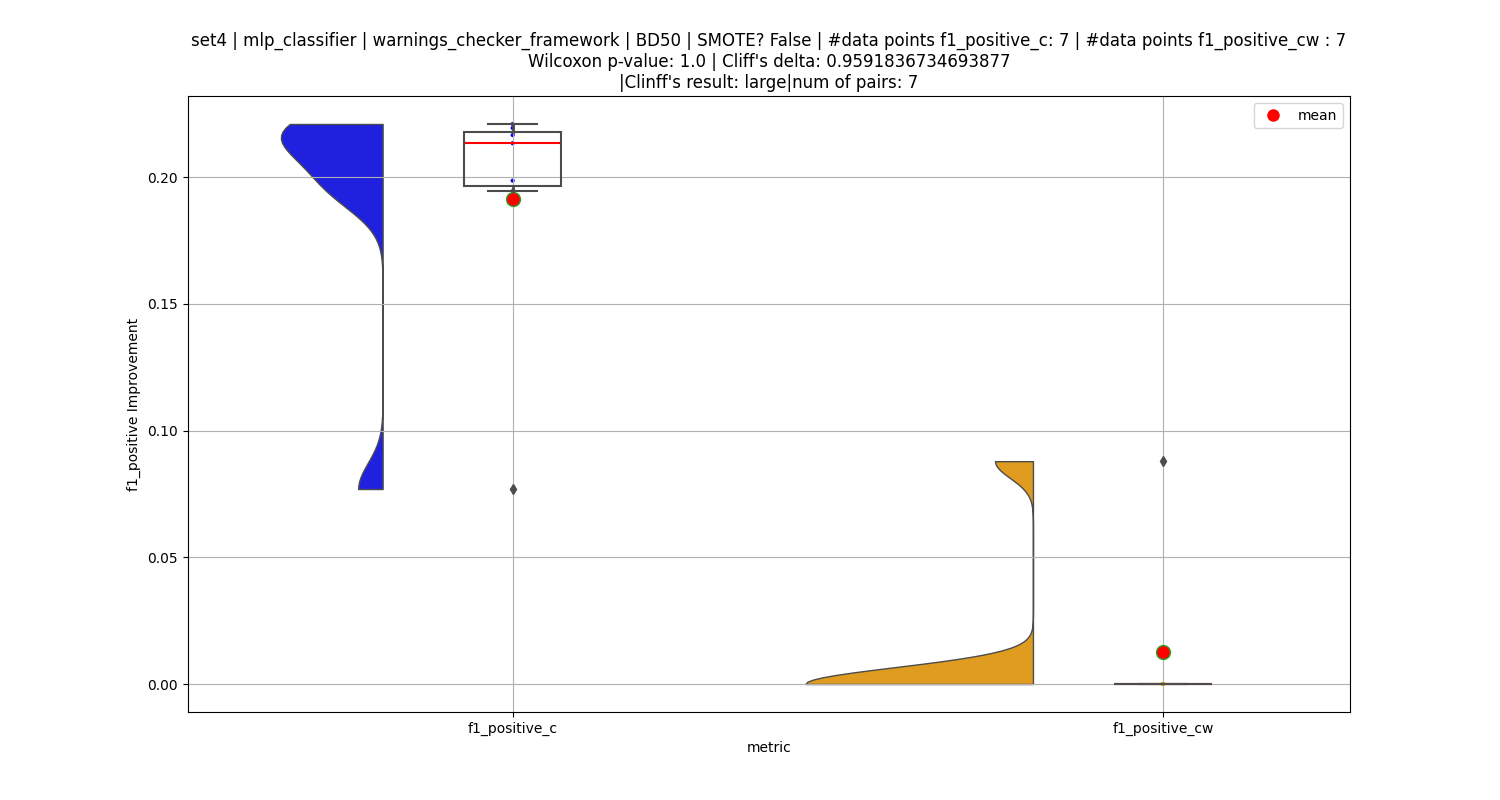 set4 | mlp_classifier | warnings_checker_framework | BD50 | SMOTE? False | #data points f1_positive_c: 7 | #data points f1_positive_cw : 7
Wilcoxon p-value: 1.0 | Cliff's delta: 0.9591836734693877
|Clinff's result: large|num of pairs: 7
mean
f1_positive Improvement
0.20
0.15
0.10
0.05
0.00
f1_positive_c
f1_positive_cw
metric